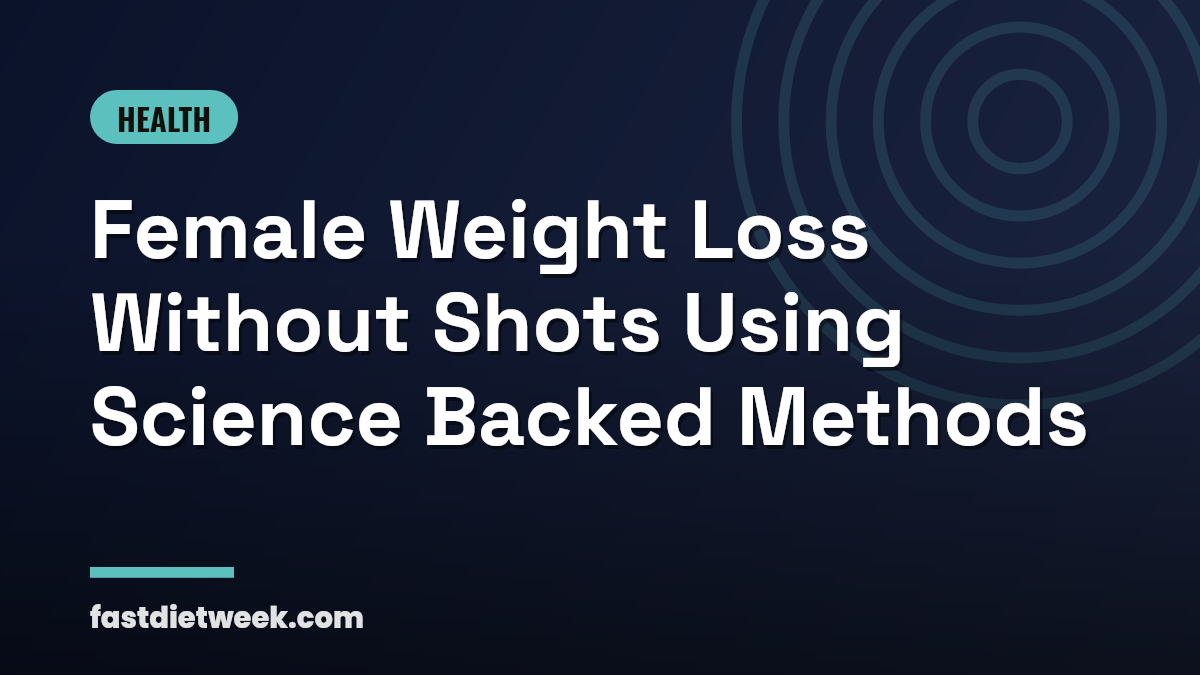 HEALTH
Female Weight Loss
Without Shots Using
Science Backed Methods
fastdietweek.com